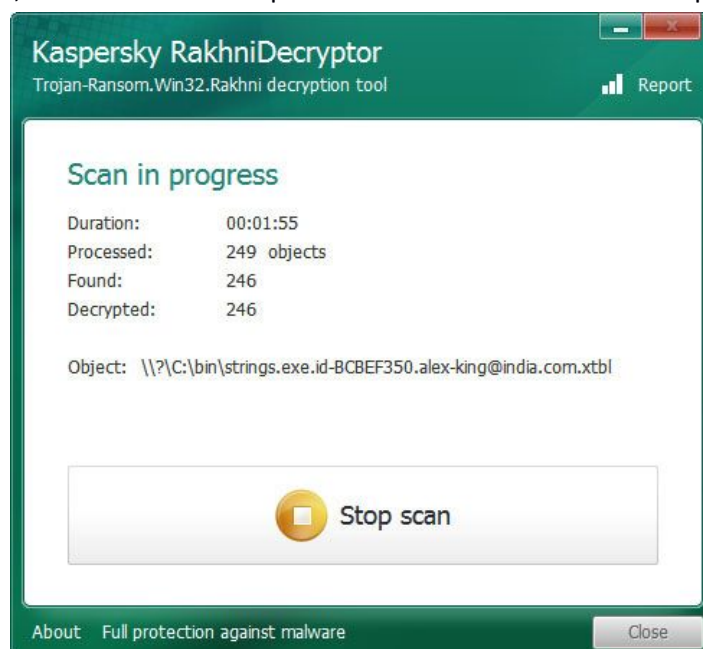 Kaspersky RakhniDecryptor
Trojan-Ransom.Win32.Rakhni decryption tool
Report
Scan in progress
Duration: 00:01:55
Processed: 249 objects
Found: 246
Decrypted: 246
Object: \\?\C:\bin\strings.exe.id-BCBEF350.alex-king@india.com.xtbl
Stop scan
About Full protection against malware Close